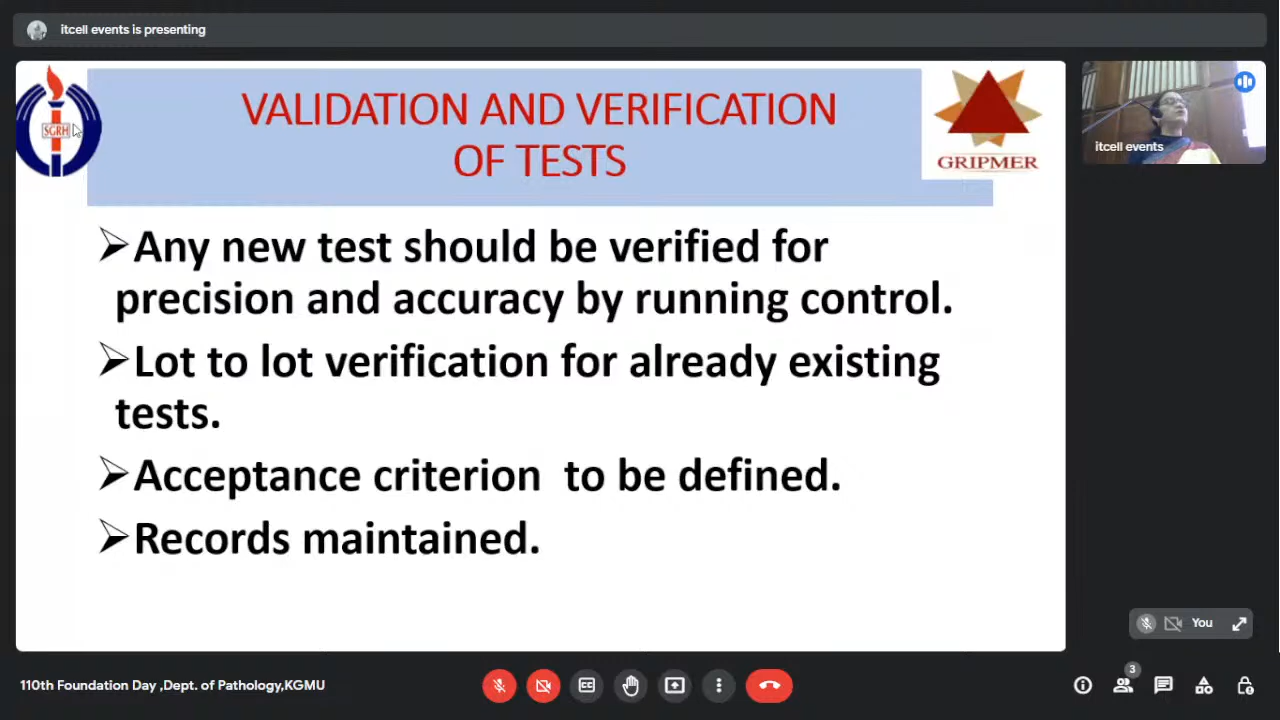 itcell events is presenting
SGRH
VALIDATION AND VERIFICATION
OF TESTS
GRIPMER
itcell events
➢Any new test should be verified for
precision and accuracy by running control.
➢Lot to lot verification for already existing
tests.
➢Acceptance criterion  to be defined.
➢Records maintained.
You
110th Foundation Day ,Dept. of Pathology,KGMU
CC
3